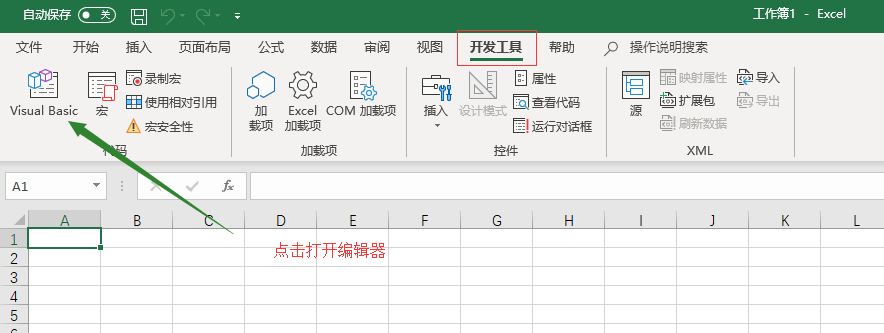 自动保存 关 工作簿1 - Excel
文件 开始 插入 页面布局 公式 数据 审阅 视图 开发工具 帮助 操作说明搜索
Visual Basic 宏 录制宏 使用相对引用 宏安全性
代码
加载项 Excel 加载项 COM 加载项
加载项
插入 设计模式 属性 查看代码 运行对话框
控件
源 映射属性 扩展包 刷新数据 导入 导出
XML
A1 fx
A B C D E F G H I J K L
1
点击打开编辑器
2
3
4
5